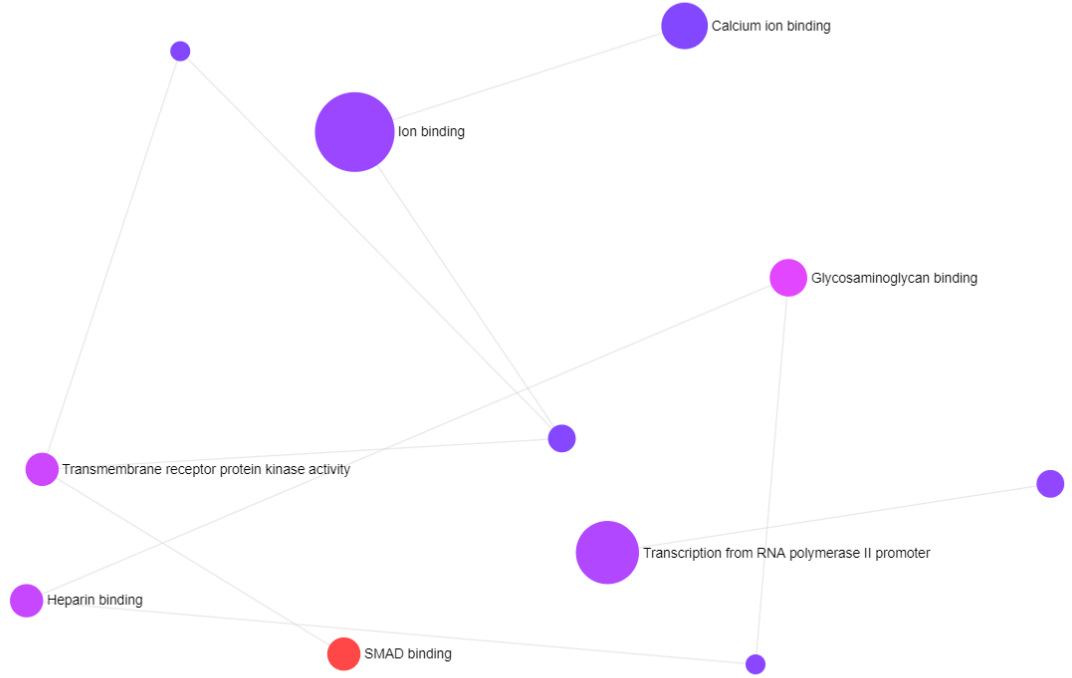 Calcium ion binding
Ion binding
Glycosaminoglycan binding
Transmembrane receptor protein kinase activity
Transcription from RNA polymerase II promoter
Heparin binding
SMAD binding